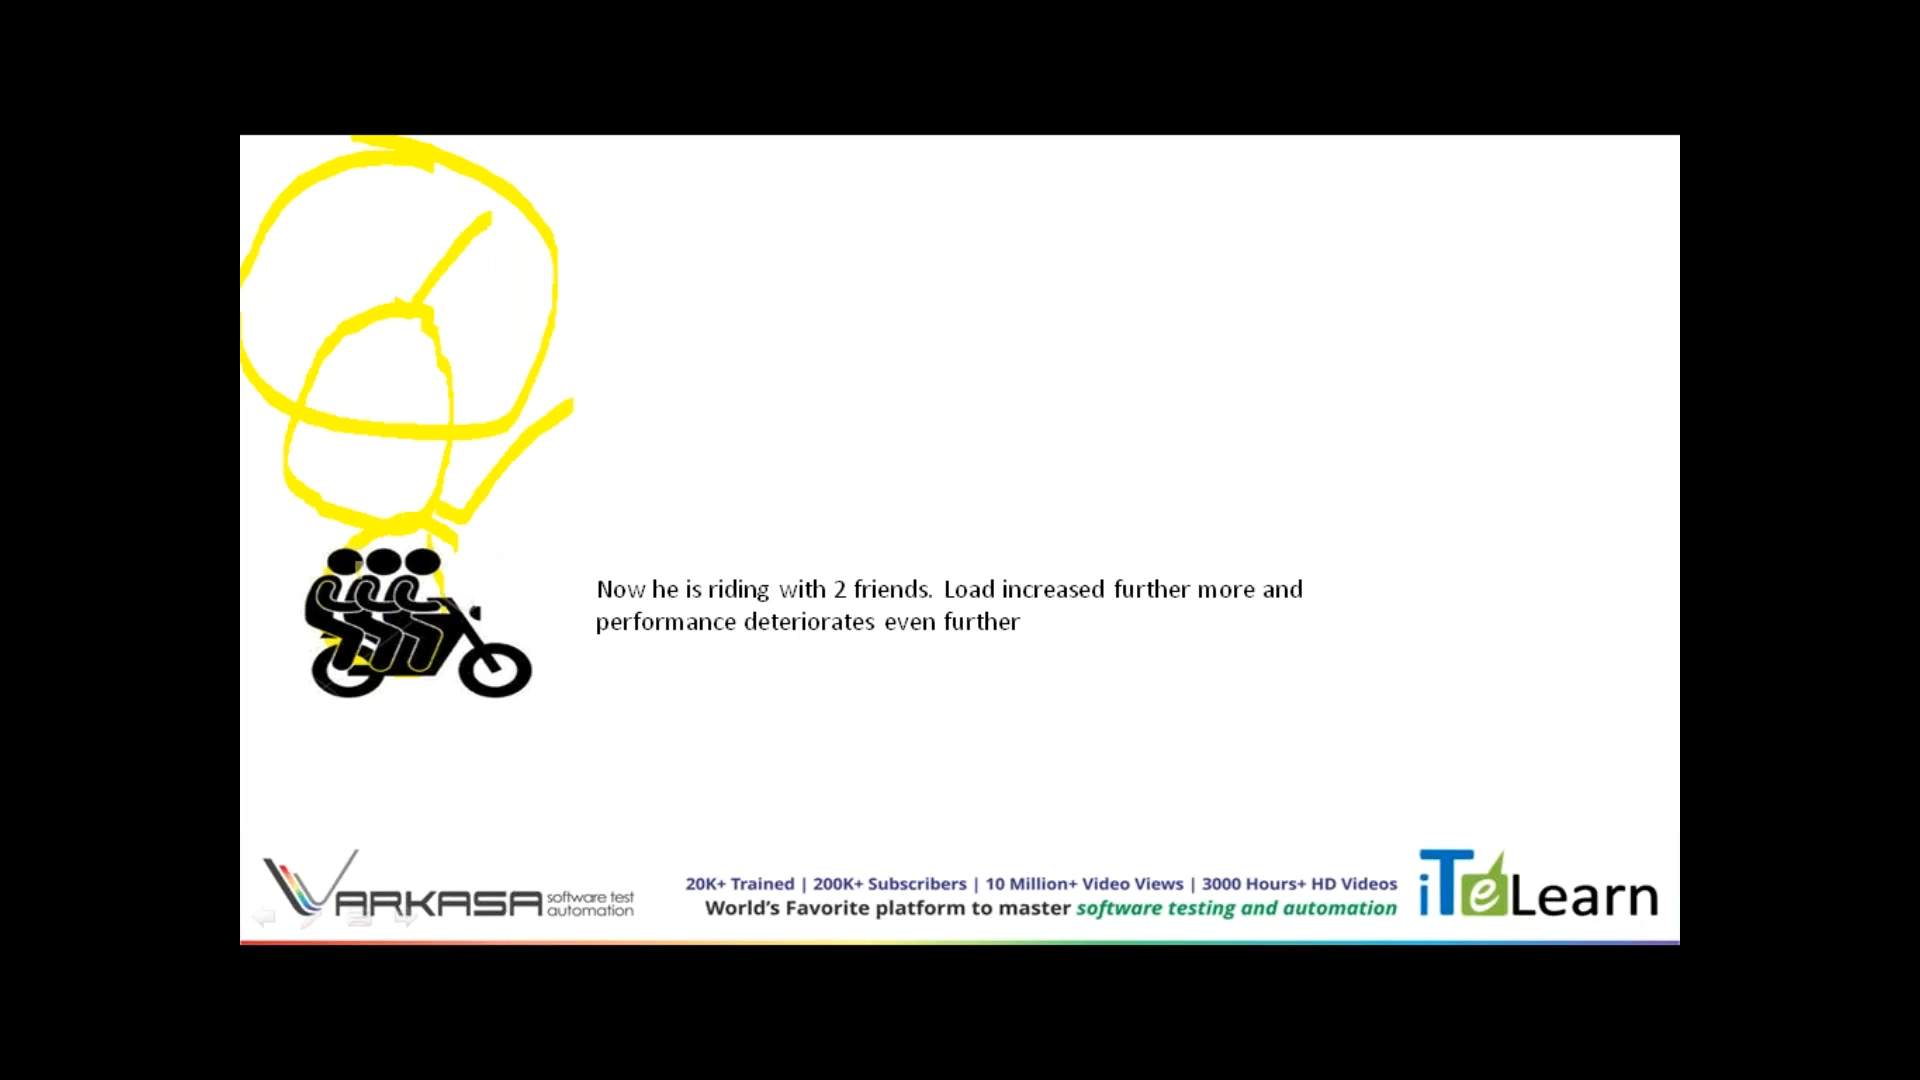 Now he is riding with 2 friends. Load increased further more and
performance deteriorates even further
VARKASA software test
automation
20K+ Trained | 200K+ Subscribers | 10 Million+ Video Views | 3000 Hours+ HD Videos
World's Favorite platform to master software testing and automation
iTeLearn